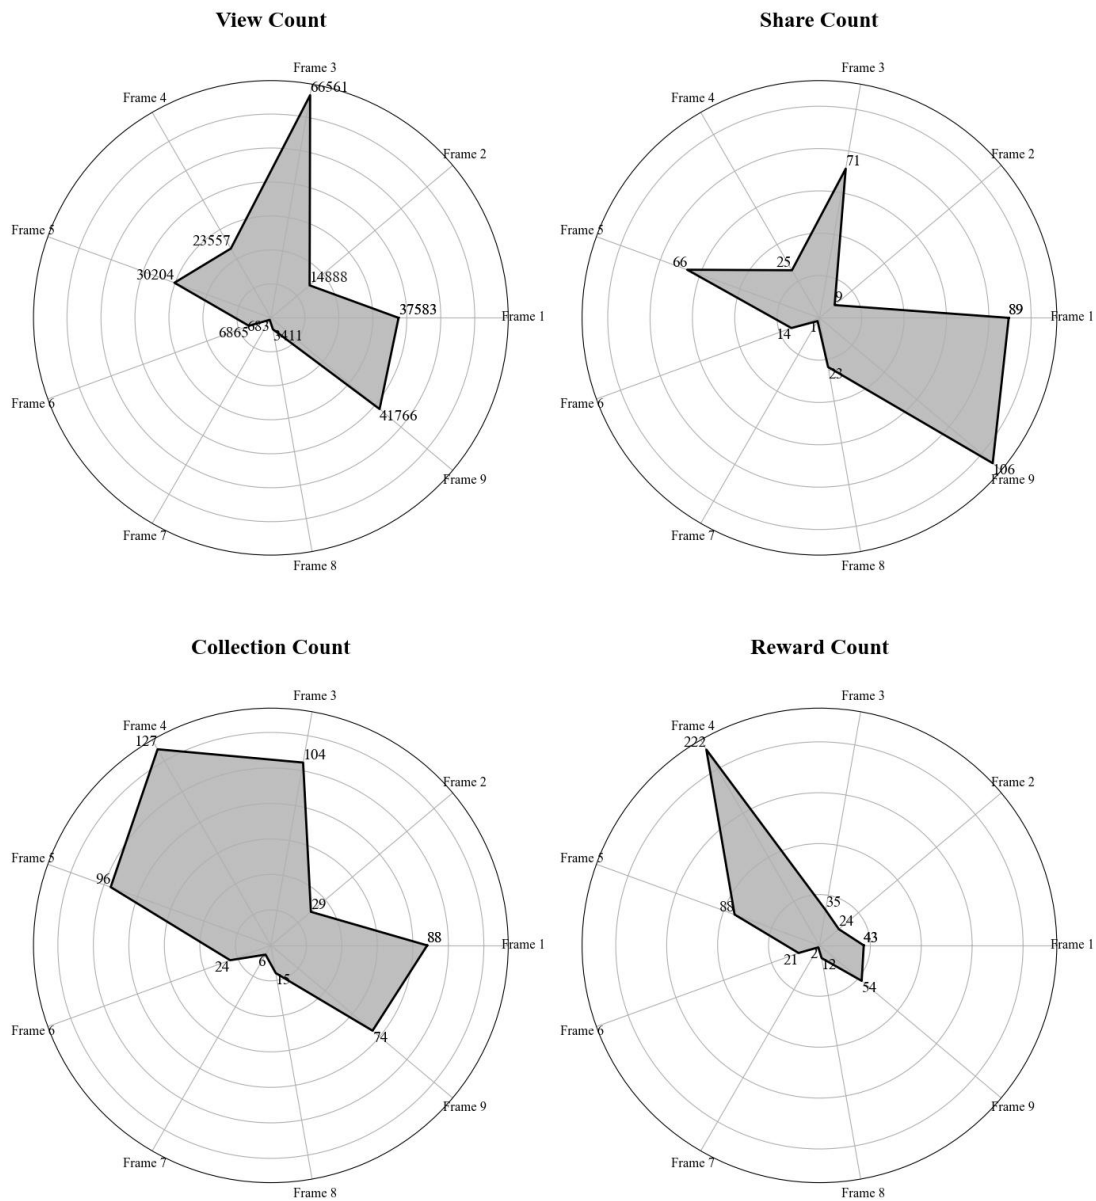 View Count
Frame 3
66561
Frame 4
Frame 2
23557
Frame 5
30204
14888
37583
Frame 1
6865
683
3411
41766
Frame 6
Frame 9
Frame 7
Frame 8
Share Count
Frame 3
Frame 4
71
Frame 2
Frame 5
66
25
9
89
Frame 1
14
1
23
Frame 6
106
Frame 9
Frame 7
Frame 8
Collection Count
Frame 3
Frame 4
127
104
Frame 2
Frame 5
96
29
88
Frame 1
24
6
15
74
Frame 6
Frame 9
Frame 7
Frame 8
Reward Count
Frame 3
Frame 4
222
Frame 2
Frame 5
88
35
24
43
Frame 1
21
2
12
54
Frame 6
Frame 9
Frame 7
Frame 8